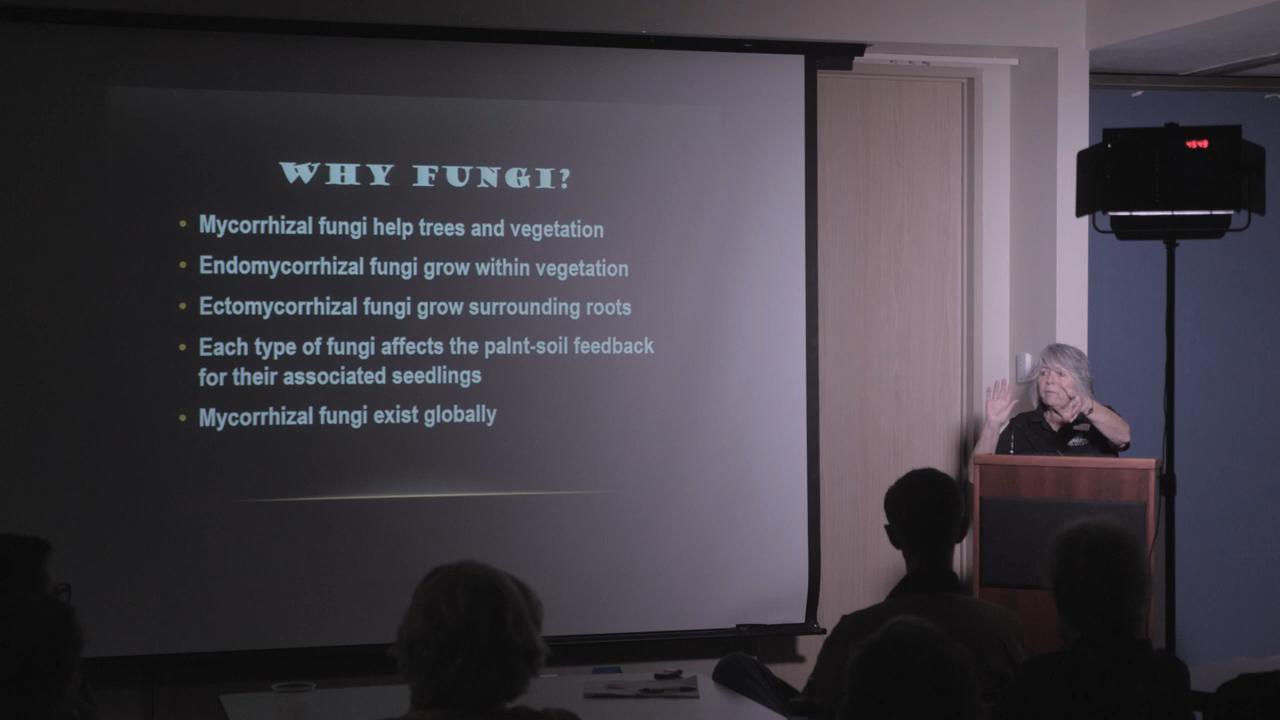 WHY FUNGI?
• Mycorrhizal fungi help trees and vegetation
• Endomycorrhizal fungi grow within vegetation
• Ectomycorrhizal fungi grow surrounding roots
• Each type of fungi affects the palnt-soil feedback
for their associated seedlings
• Mycorrhizal fungi exist globally